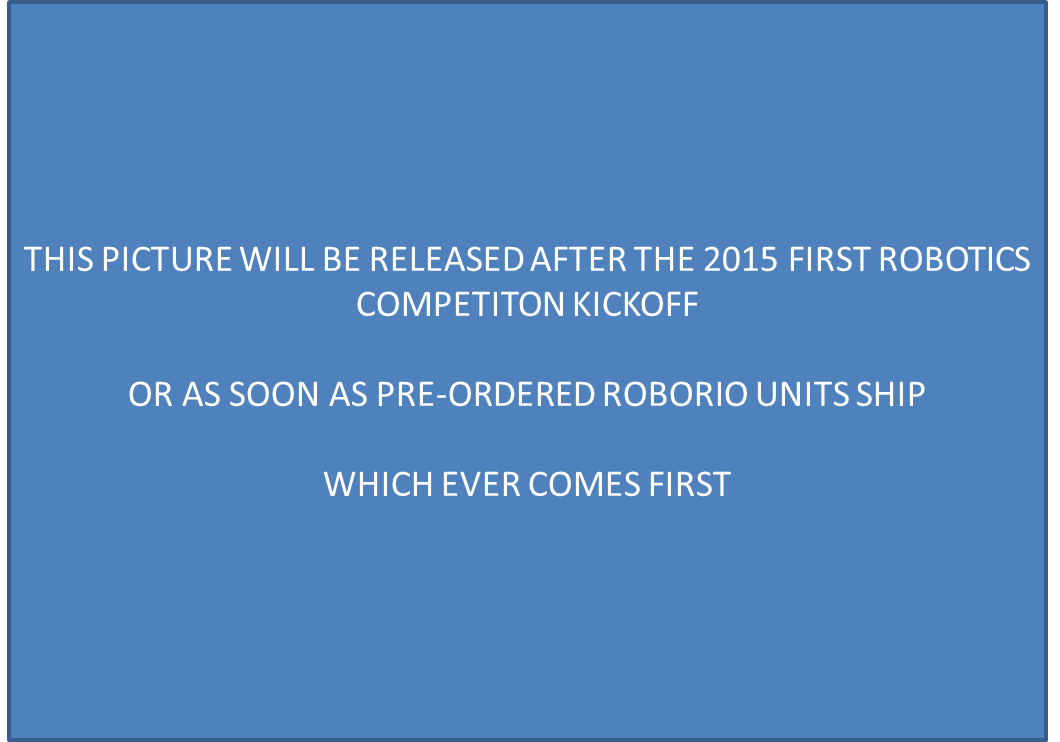 THIS PICTURE WILL BE RELEASED AFTER THE 2015 FIRST ROBOTICS
COMPETITON KICKOFF
OR AS SOON AS PRE-ORDERED ROBORIO UNITS SHIP
WHICH EVER COMES FIRST